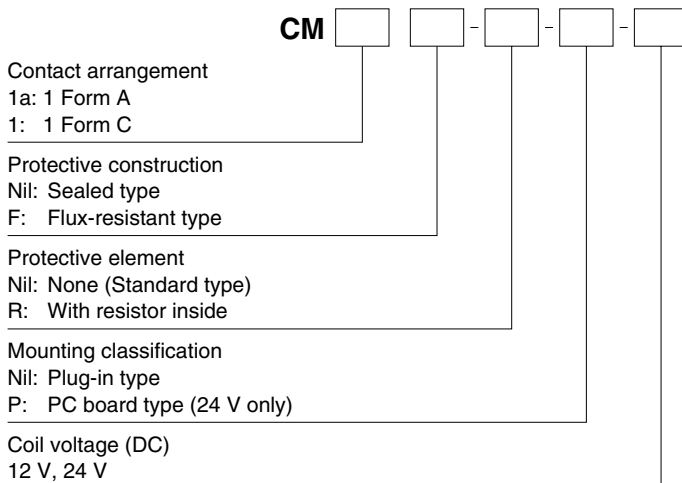 CM - - -
Contact arrangement
1a: 1 Form A
1: 1 Form C
Protective construction
Nil: Sealed type
F: Flux-resistant type
Protective element
Nil: None (Standard type)
R: With resistor inside
Mounting classification
Nil: Plug-in type
P: PC board type (24 V only)
Coil voltage (DC)
12 V, 24 V